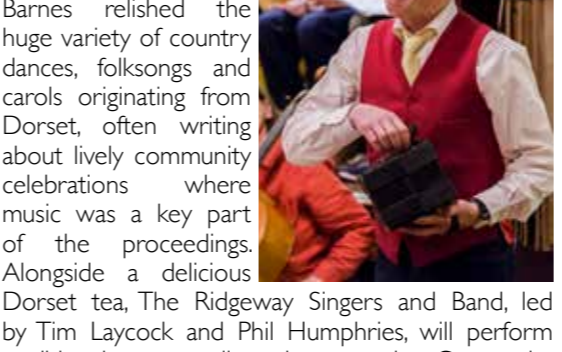 Barnes relished the
huge variety of country
dances, folksongs and
carols originating from
Dorset, often writing
about lively community
celebrations where
music was a key part
of the proceedings.
Alongside a delicious
Dorset tea, The Ridgeway Singers and Band, led
by Tim Laycock and Phil Humphries, will perform